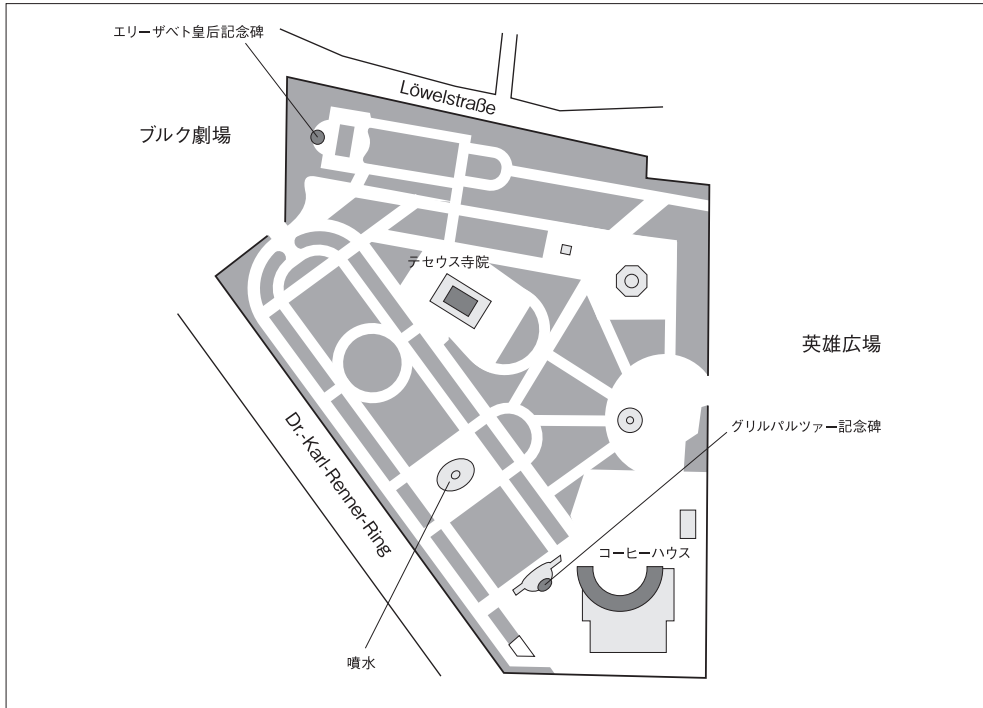 エリーザベト皇后記念碑
Löwelstraße
ブルク劇場
テセウス寺院
英雄広場
グリルパルツァー記念碑
Dr.-Karl-Renner-Ring
コーヒーハウス
噴水